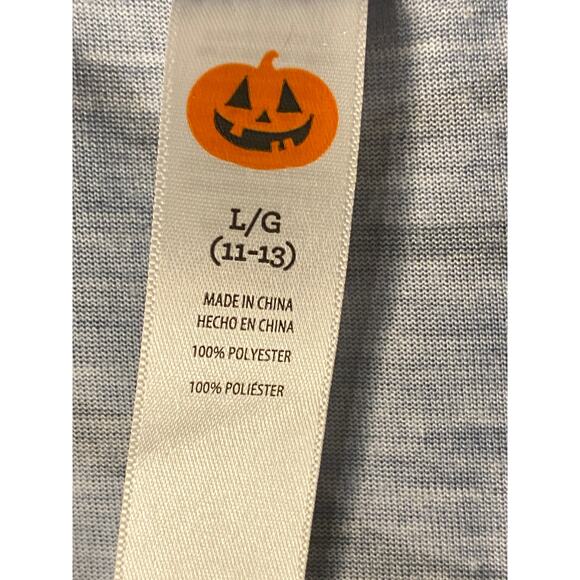 L/G
(11-13)
MADE IN CHINA
HECHO EN CHINA
100% POLYESTER
100% POLIÉSTER